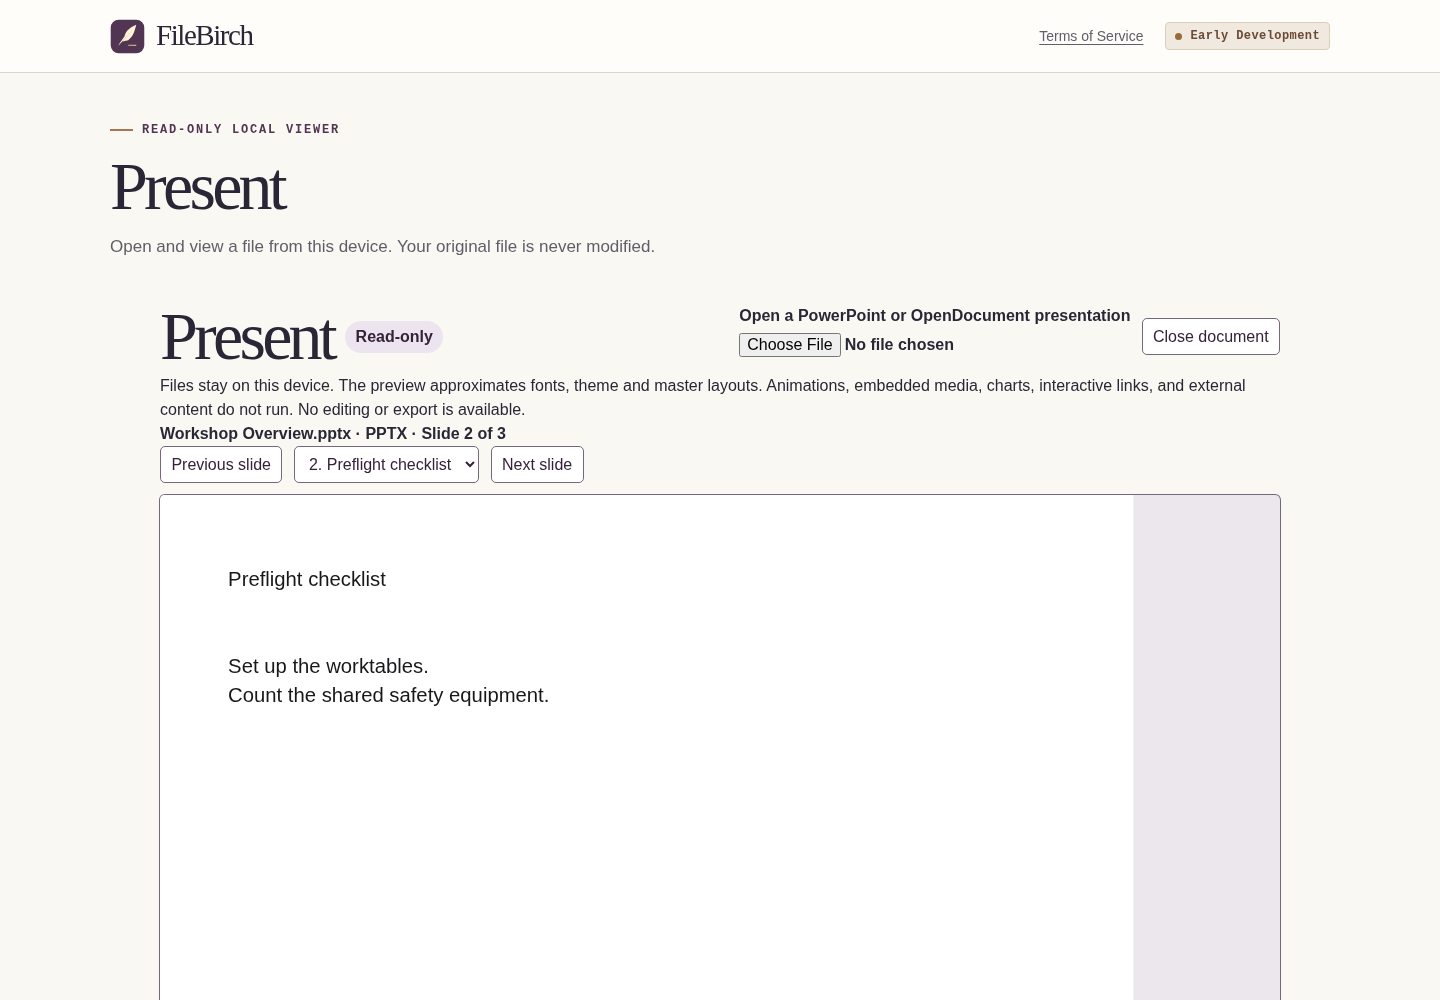 FileBirch
Terms of Service
Early Development
READ-ONLY LOCAL VIEWER
Present
Open and view a file from this device. Your original file is never modified.
Present Read-only
Open a PowerPoint or OpenDocument presentation
Choose File No file chosen
Close document
Files stay on this device. The preview approximates fonts, theme and master layouts. Animations, embedded media, charts, interactive links, and external
content do not run. No editing or export is available.
Workshop Overview.pptx · PPTX · Slide 2 of 3
Previous slide 2. Preflight checklist Next slide
Preflight checklist
Set up the worktables.
Count the shared safety equipment.